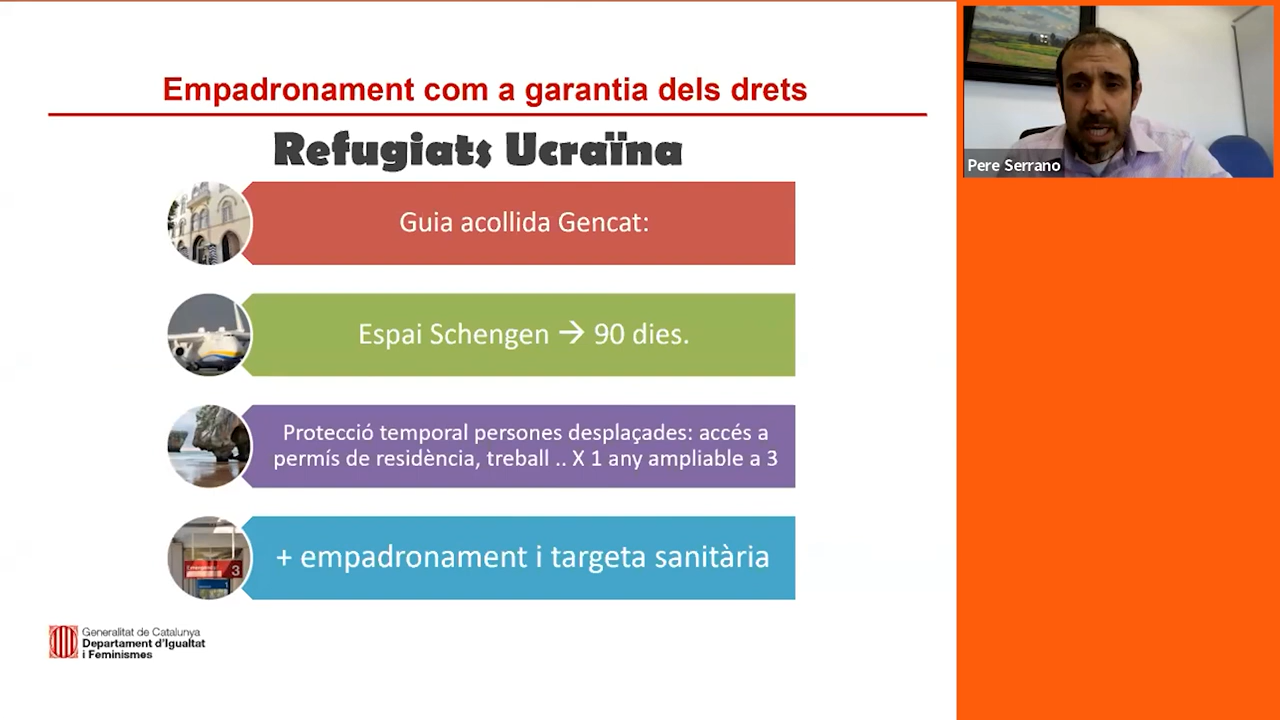 Empadronament com a garantia dels drets
Refugiats Ucraïna
Guia acollida Gencat:
Espai Schengen → 90 dies.
Protecció temporal persones desplaçades: accés a
permís de residència, treball .. X 1 any ampliable a 3
3
+ empadronament i targeta sanitària
Generalitat de Catalunya
Departament d'Igualtat
i Feminismes
Pere Serrano